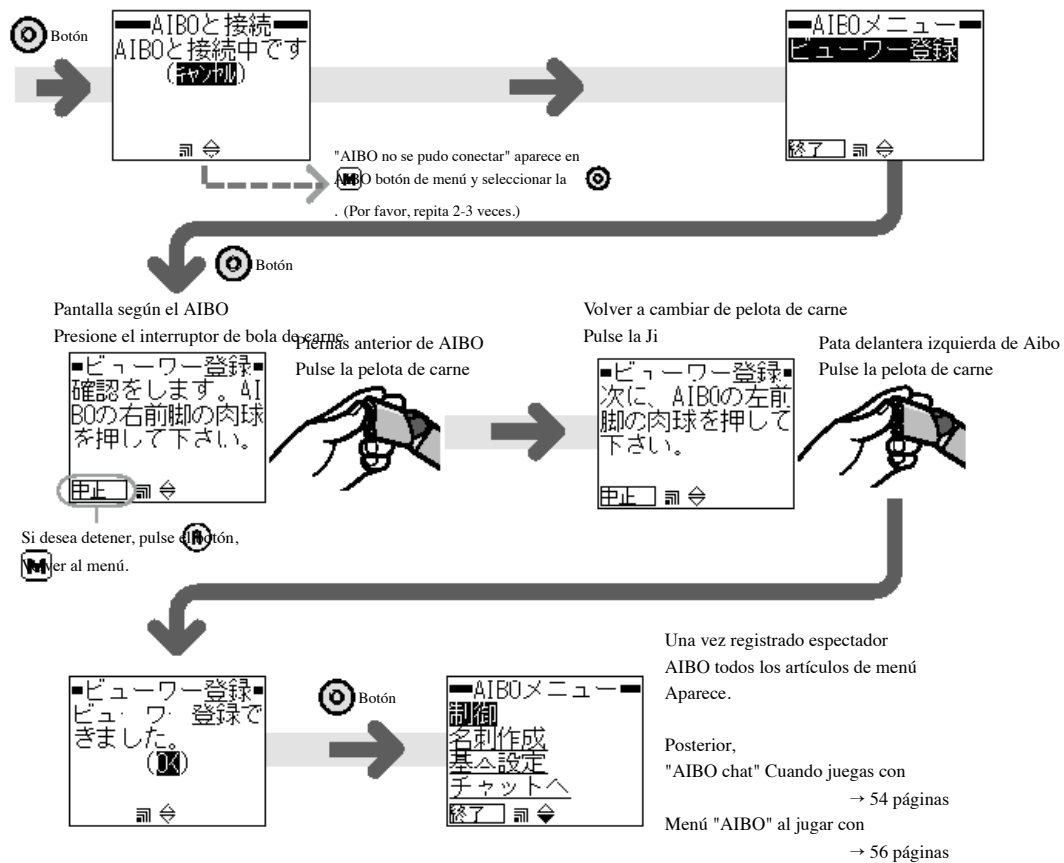 Botón
AIBOと接続
AIBOと接続中です
(キャンセル)
AIBOメニュー
ビューワー登録
終了
"AIBO no se pudo conectar" aparece en
AIBO botón de menú y seleccionar la
. (Por favor, repita 2-3 veces.)
Botón
Pantalla según el AIBO
Presione el interruptor de bola de carne
ビューワー登録
確認をします。AI
BOの右前脚の肉球
を押して下さい。
中止
Piernas anterior de AIBO
Pulse la pelota de carne
Volver a cambiar de pelota de carne
Pulse la Ji
ビューワー登録
次に、AIBOの左前
脚の肉球を押して
下さい。
中止
Pata delantera izquierda de Aibo
Pulse la pelota de carne
Si desea detener, pulse el botón,
Volver al menú.
ビューワー登録
ビューワー登録で
きました。
(OK)
Botón
AIBOメニュー
制御
名刺作成
基本設定
チャットへ
終了
Una vez registrado espectador
AIBO todos los artículos de menú
Aparece.
Posterior,
"AIBO chat" Cuando juegas con
→ 54 páginas
Menú "AIBO" al jugar con
→ 56 páginas